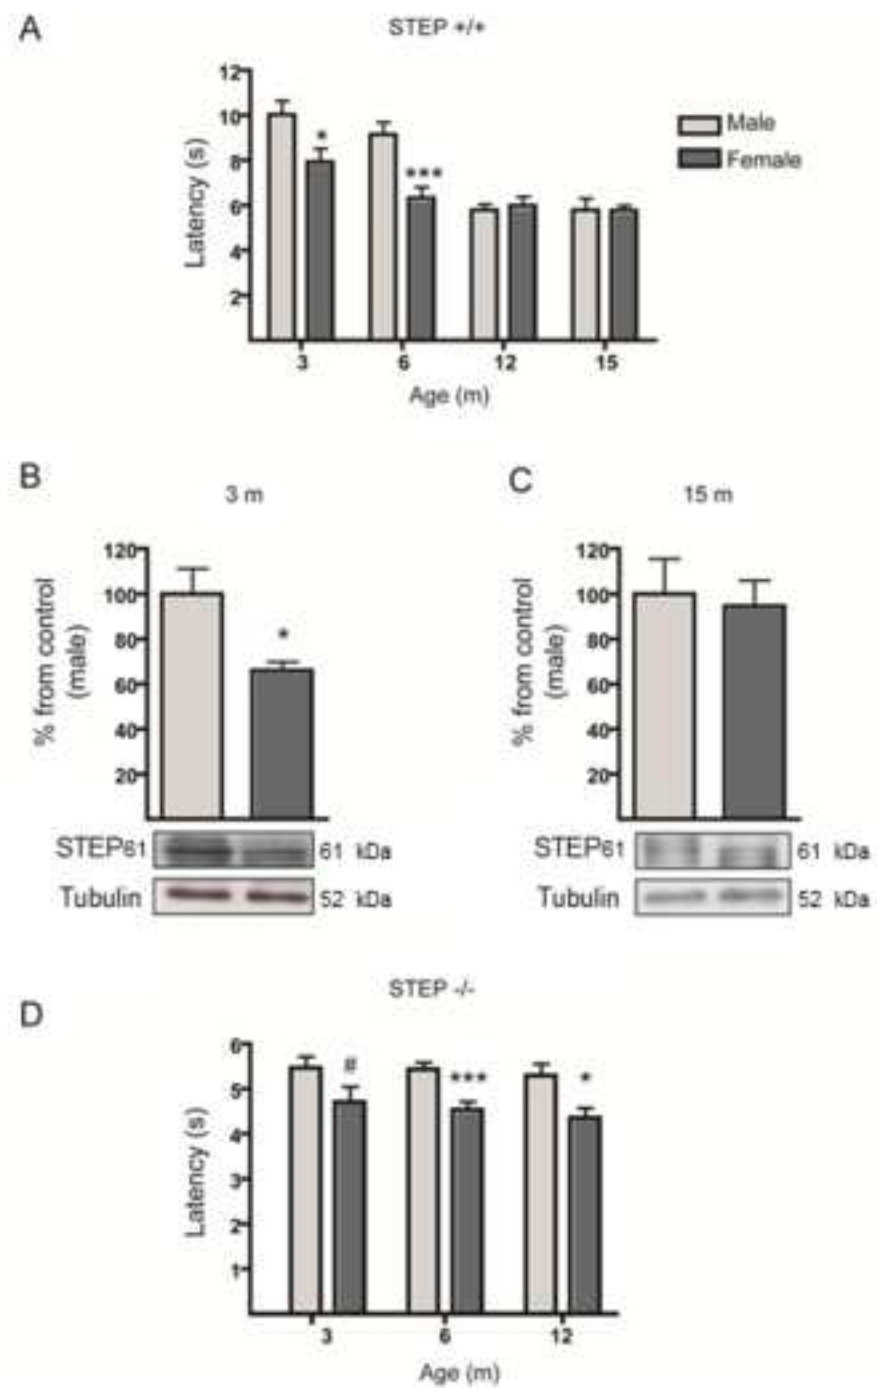 A
STEP +/+
12
10
8
6
4
2
Latency (s)
*
***
3
6
12
15
Age (m)
Male
Female
B
3 m
120
100
80
60
40
20
% from control
(male)
*
STEP61
61 kDa
Tubulin
52 kDa
C
15 m
120
100
80
60
40
20
% from control
(male)
STEP61
61 kDa
Tubulin
52 kDa
D
STEP -/-
6
5
4
3
2
1
Latency (s)
#
***
*
3
6
12
Age (m)